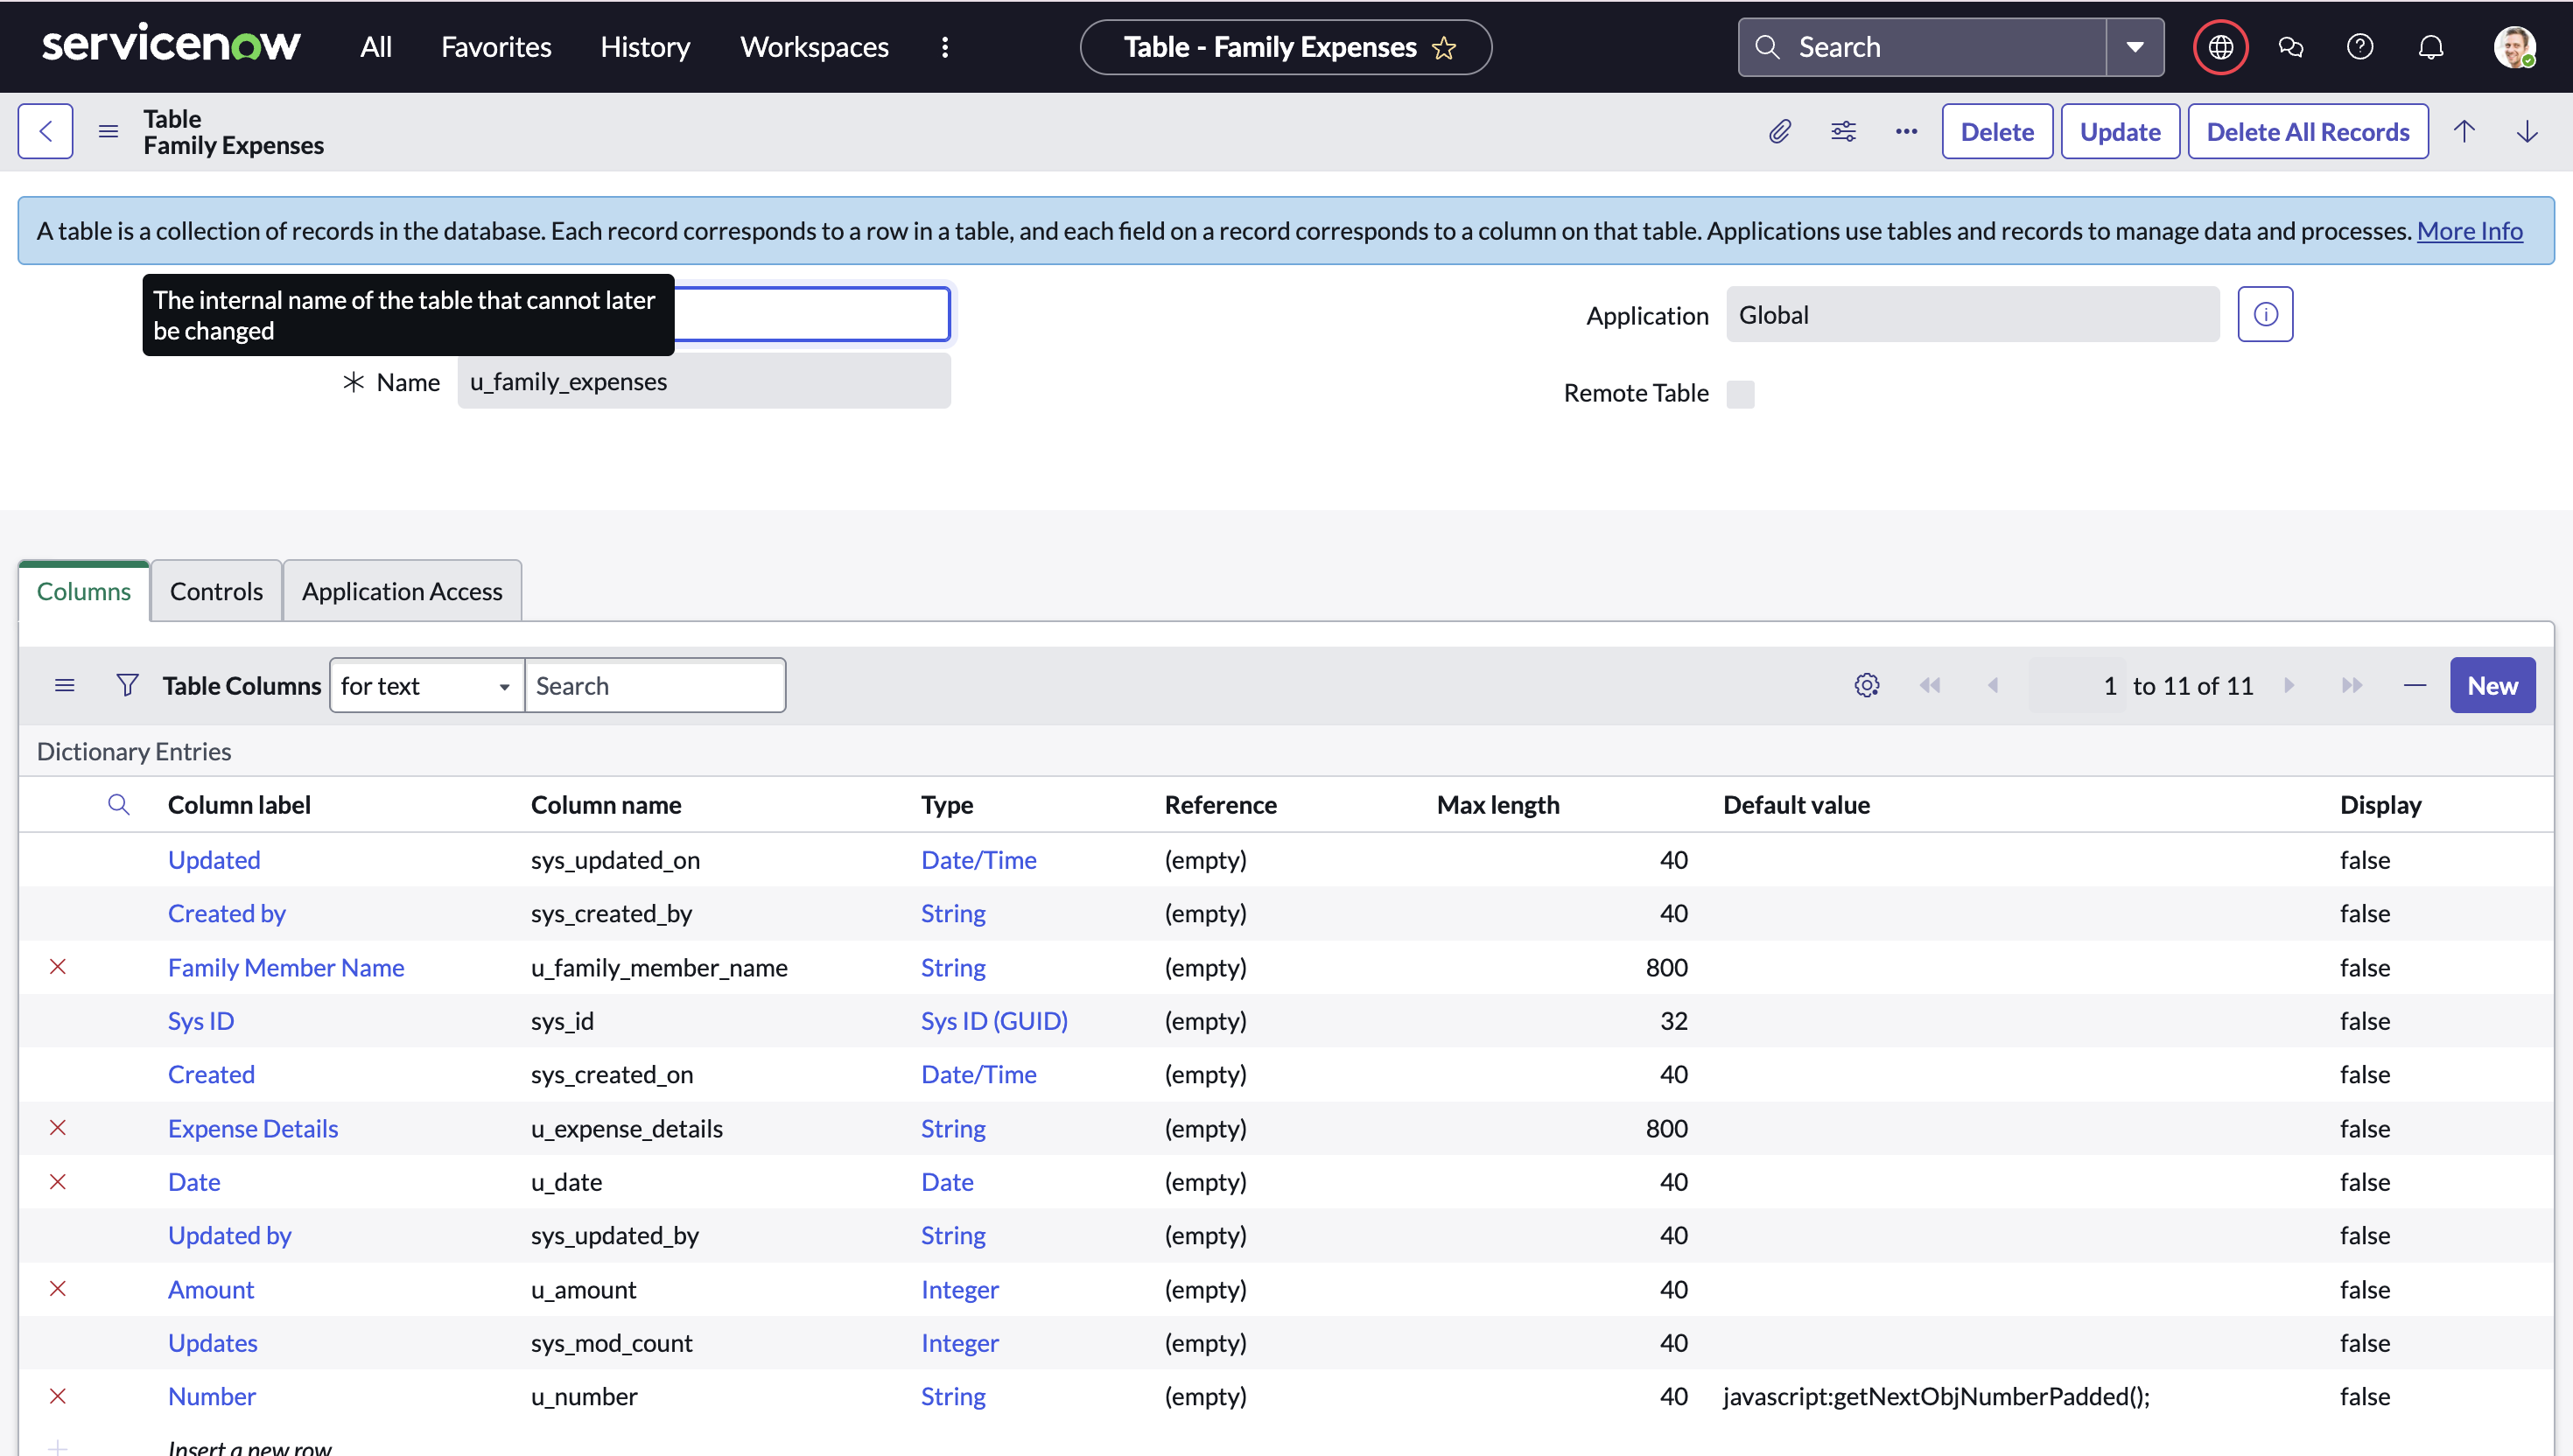 servicenow All Favorites History Workspaces Table - Family Expenses Search
Table
Family Expenses
Delete Update Delete All Records
A table is a collection of records in the database. Each record corresponds to a row in a table, and each field on a record corresponds to a column on that table. Applications use tables and records to manage data and processes. More Info
The internal name of the table that cannot later
be changed
Application Global
Name u_family_expenses
Remote Table
Columns Controls Application Access
Table Columns for text Search 1 to 11 of 11 New
Dictionary Entries
Column label Column name Type Reference Max length Default value Display
Updated sys_updated_on Date/Time (empty) 40 false
Created by sys_created_by String (empty) 40 false
Family Member Name u_family_member_name String (empty) 800 false
Sys ID sys_id Sys ID (GUID) (empty) 32 false
Created sys_created_on Date/Time (empty) 40 false
Expense Details u_expense_details String (empty) 800 false
Date u_date Date (empty) 40 false
Updated by sys_updated_by String (empty) 40 false
Amount u_amount Integer (empty) 40 false
Updates sys_mod_count Integer (empty) 40 false
Number u_number String (empty) 40 javascript:getNextObjNumberPadded(); false
Insert a new row